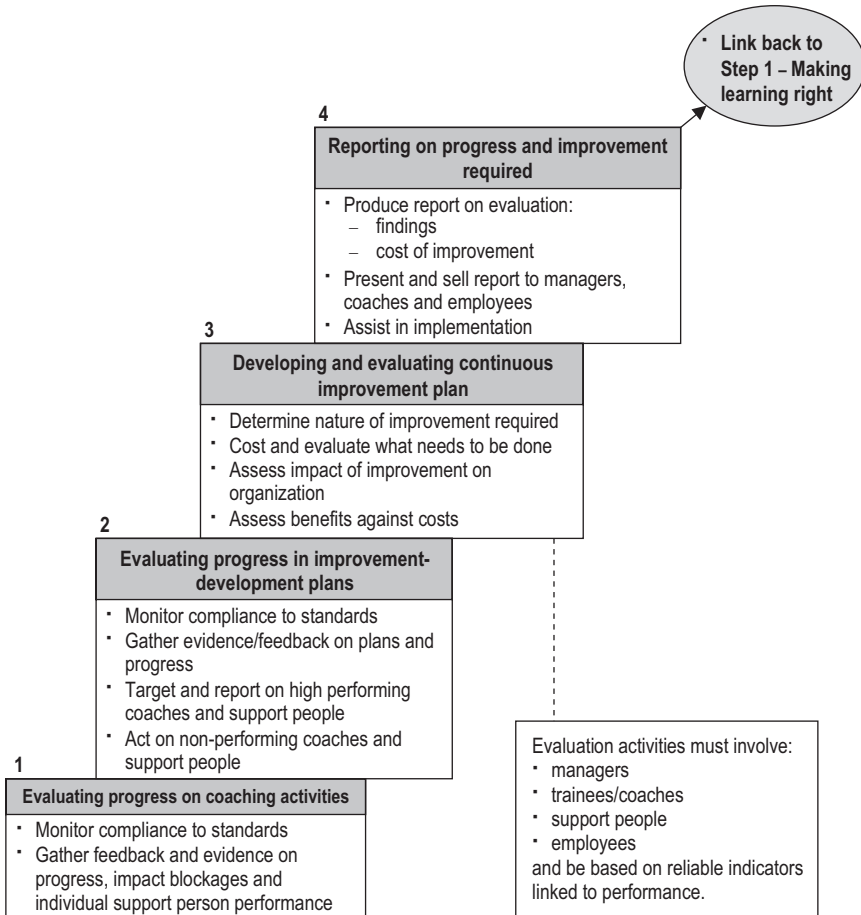 ▪ Link back to
Step 1 – Making
learning right
4
Reporting on progress and improvement
required
▪ Produce report on evaluation:
– findings
– cost of improvement
▪ Present and sell report to managers,
coaches and employees
▪ Assist in implementation
3
Developing and evaluating continuous
improvement plan
▪ Determine nature of improvement required
▪ Cost and evaluate what needs to be done
▪ Assess impact of improvement on
organization
▪ Assess benefits against costs
2
Evaluating progress in improvement-
development plans
▪ Monitor compliance to standards
▪ Gather evidence/feedback on plans and
progress
▪ Target and report on high performing
coaches and support people
▪ Act on non-performing coaches and
support people
1
Evaluating progress on coaching activities
▪ Monitor compliance to standards
▪ Gather feedback and evidence on
progress, impact blockages and
individual support person performance
Evaluation activities must involve:
▪ managers
▪ trainees/coaches
▪ support people
▪ employees
and be based on reliable indicators
linked to performance.